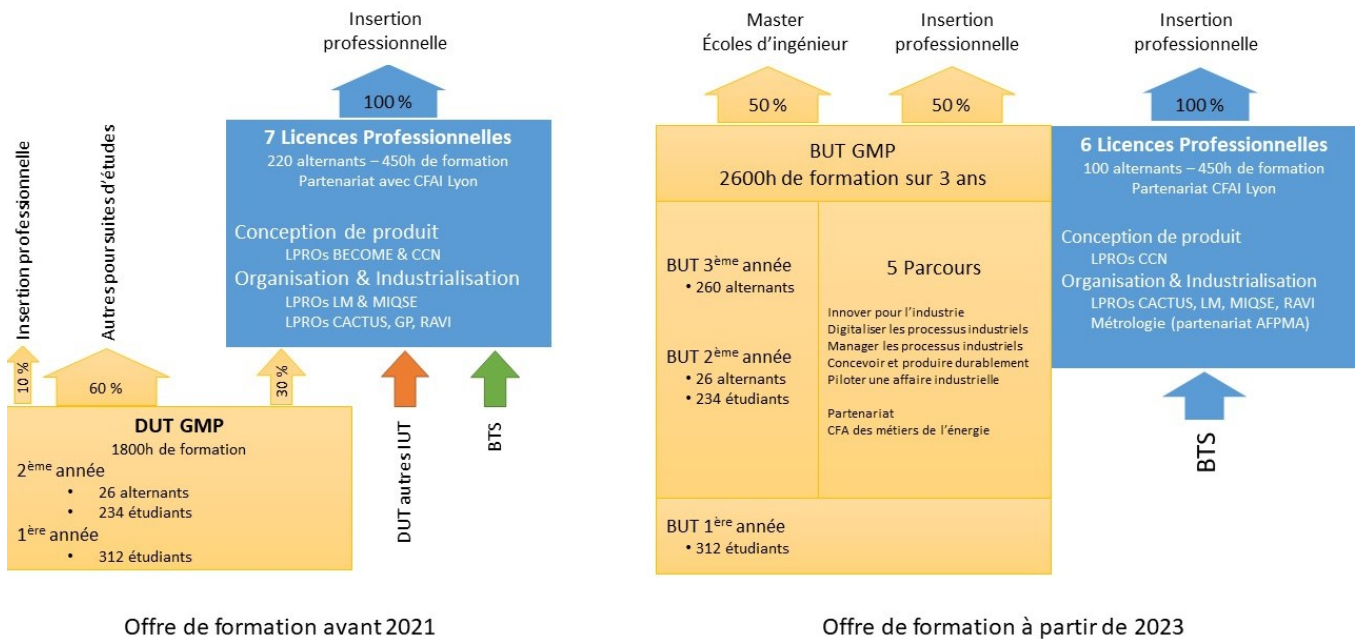 Insertion
professionnelle
100 %
7 Licences Professionnelles
220 alternants – 450h de formation
Partenariat avec CFAI Lyon
Conception de produit
LPROs BECOME & CCN
Organisation & Industrialisation
LPROs LM & MIQSE
LPROs CACTUS, GP, RAVI
Insertion professionnelle
Autres poursuites d'études
10 %
60 %
30 %
DUT autres IUT
BTS
DUT GMP
1800h de formation
2ème année
• 26 alternants
• 234 étudiants
1ère année
• 312 étudiants
Offre de formation avant 2021
Master
Écoles d'ingénieur
50 %
Insertion
professionnelle
50 %
Insertion
professionnelle
100 %
BUT GMP
2600h de formation sur 3 ans
BUT 3ème année
• 260 alternants
BUT 2ème année
• 26 alternants
• 234 étudiants
5 Parcours
Innover pour l'industrie
Digitaliser les processus industriels
Manager les processus industriels
Concevoir et produire durablement
Piloter une affaire industrielle
Partenariat
CFA des métiers de l'énergie
BUT 1ère année
• 312 étudiants
6 Licences Professionnelles
100 alternants – 450h de formation
Partenariat CFAI Lyon
Conception de produit
LPROs CCN
Organisation & Industrialisation
LPROs CACTUS, LM, MIQSE, RAVI
Métrologie (partenariat AFPMA)
BTS
Offre de formation à partir de 2023